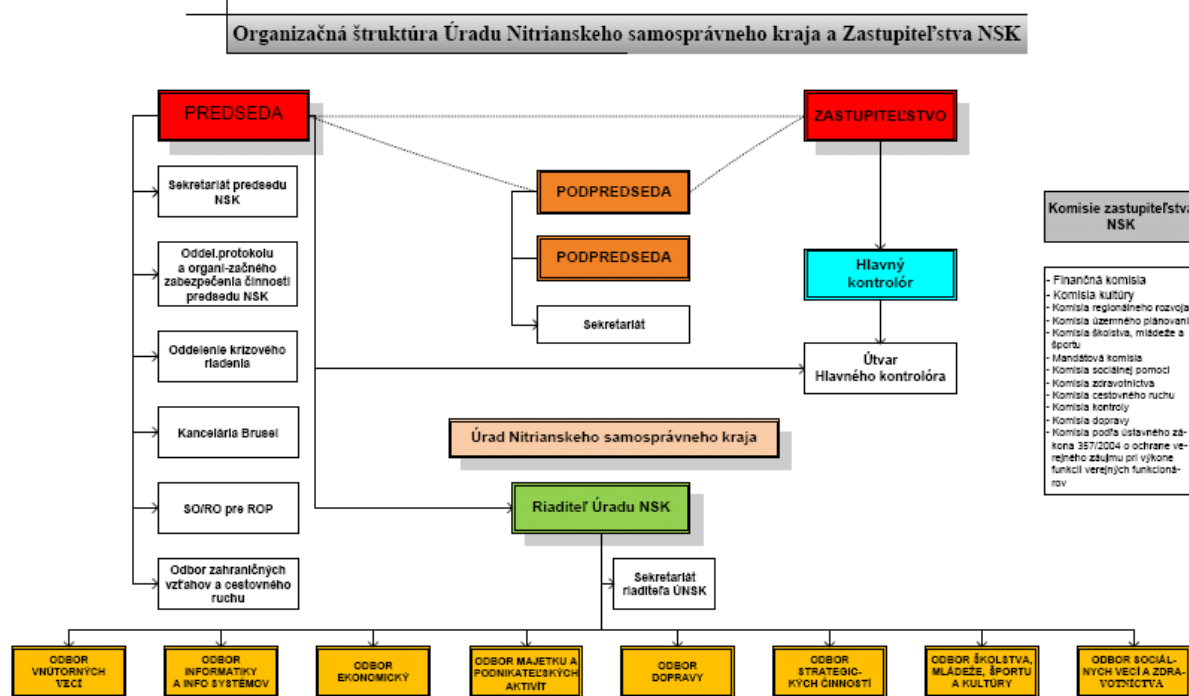 Organizačná štruktúra Úradu Nitrianskeho samosprávneho kraja a Zastupiteľstva NSK
PREDSEDA
ZASTUPITEĽSTVO
Sekretariát predsedu
NSK
Oddel.protokolu
a organi-začného
zabezpečenia činnosti
predsedu NSK
Oddelenie krízového
riadenia
Kancelária Brusel
SO/RO pre ROP
Odbor zahraničných
vzťahov a cestovného
ruchu
PODPREDSEDA
PODPREDSEDA
Sekretariát
Hlavný
kontrolór
Útvar
Hlavného kontrolóra
Komisie zastupiteľstva
NSK
- Finančná komisia
- Komisia kultúry
- Komisia regionálneho rozvoja
- Komisia územného plánovani
- Komisia školstva, mládeže a
športu
- Mandátová komisia
- Komisia sociálnej pomoci
- Komisia zdravotníctva
- Komisia cestovného ruchu
- Komisia kontroly
- Komisia dopravy
- Komisia podľa ústavného zá-
kona 357/2004 o ochrane ve-
rejného záujmu pri výkone
funkcií verejných funkcioná-
rov
Úrad Nitrianskeho samosprávneho kraja
Riaditeľ Úradu NSK
Sekretariát
riaditeľa ÚNSK
ODBOR
VNÚTORNÝCH
VECÍ
ODBOR
INFORMATIKY
A INFO SYSTÉMOV
ODBOR
EKONOMICKÝ
ODBOR MAJETKU A
PODNIKATEĽSKÝCH
AKTIVÍT
ODBOR
DOPRAVY
ODBOR
STRATEGIC-
KÝCH ČINNOSTÍ
ODBOR ŠKOLSTVA,
MLÁDEŽE, ŠPORTU
A KULTÚRY
ODBOR SOCIÁL-
NYCH VECÍ A ZDRA-
VOTNÍCTVA